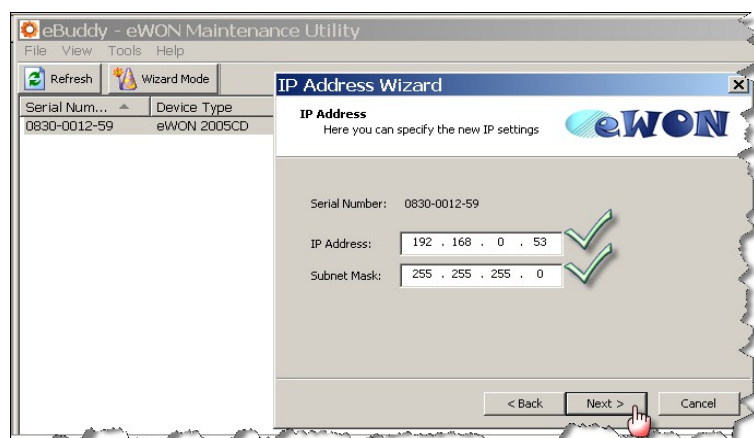 eBuddy - eWON Maintenance Utility
File View Tools Help
Refresh Wizard Mode
Serial Num... Device Type
0830-0012-59 eWON 2005CD
IP Address Wizard
IP Address
Here you can specify the new IP settings
eWON
Serial Number: 0830-0012-59
IP Address: 192 . 168 . 0 . 53
Subnet Mask: 255 . 255 . 255 . 0
< Back Next > Cancel